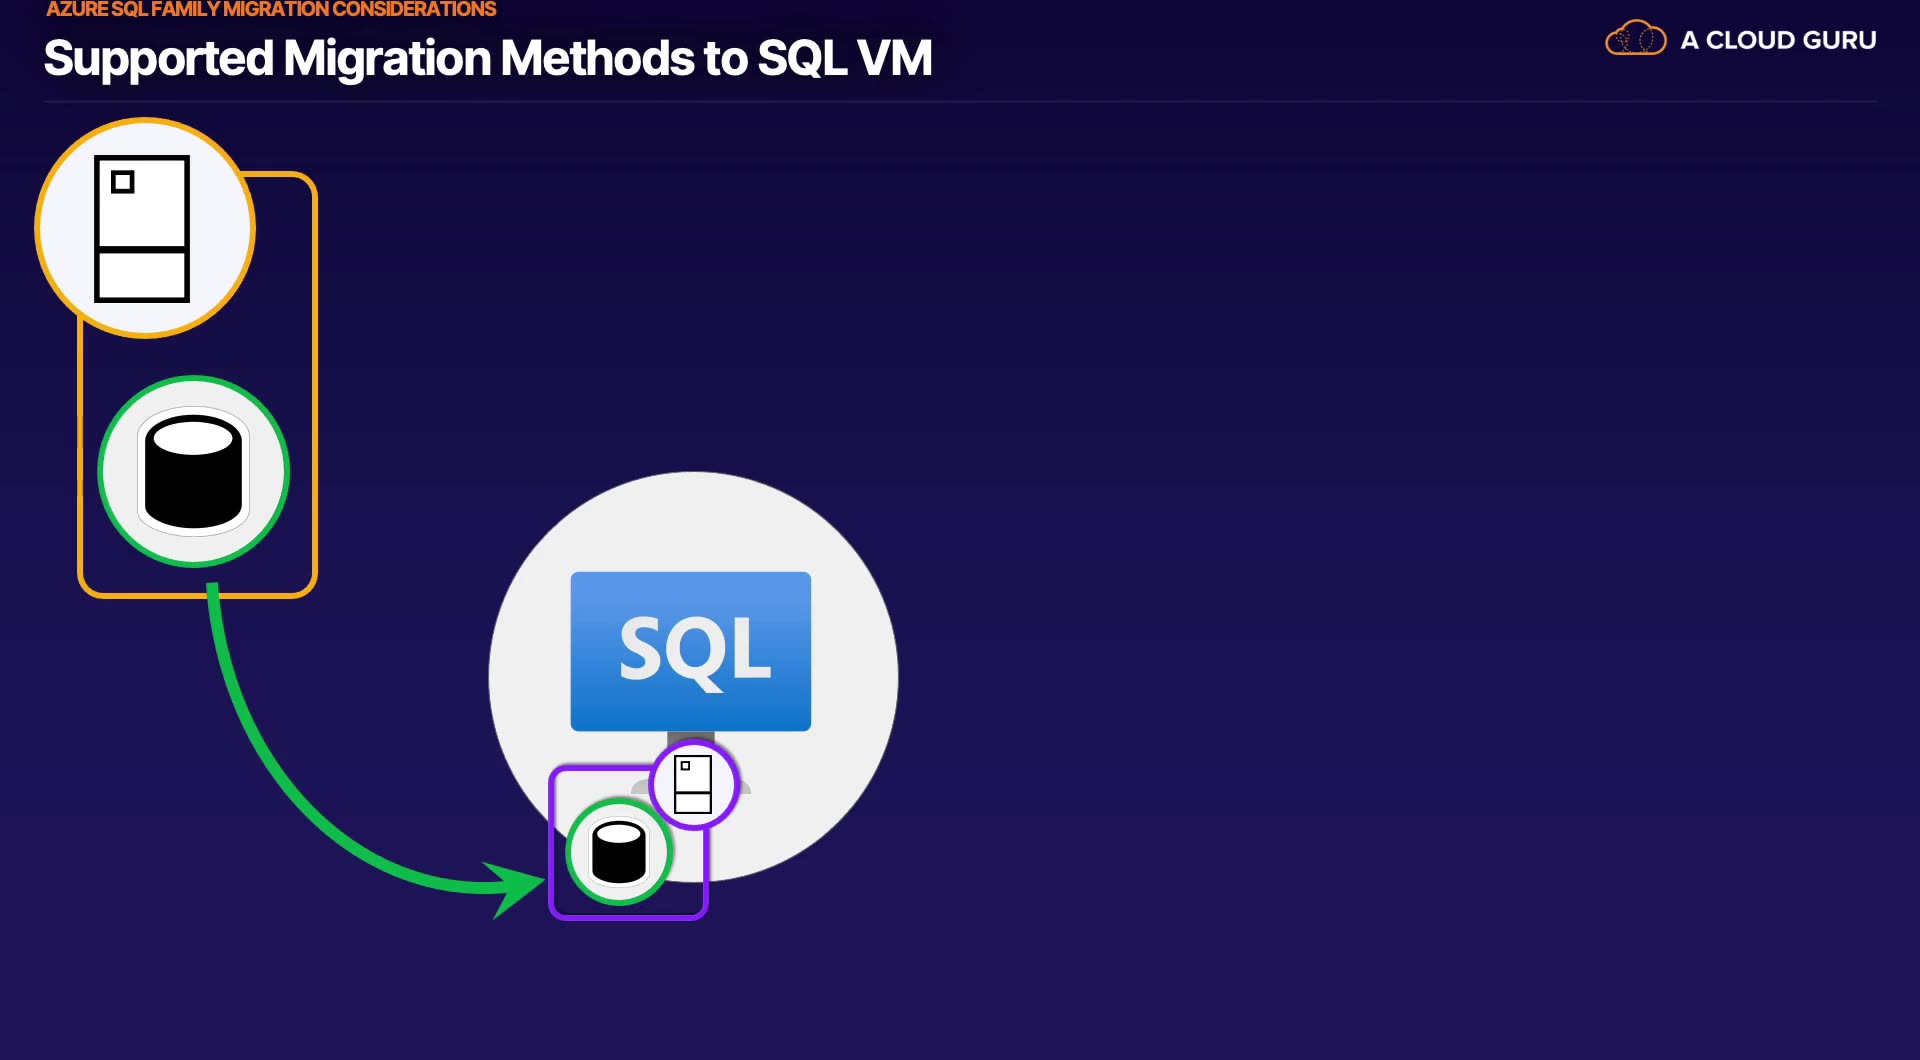 AZURE SQL FAMILY MIGRATION CONSIDERATIONS
Supported Migration Methods to SQL VM
A CLOUD GURU
SQL